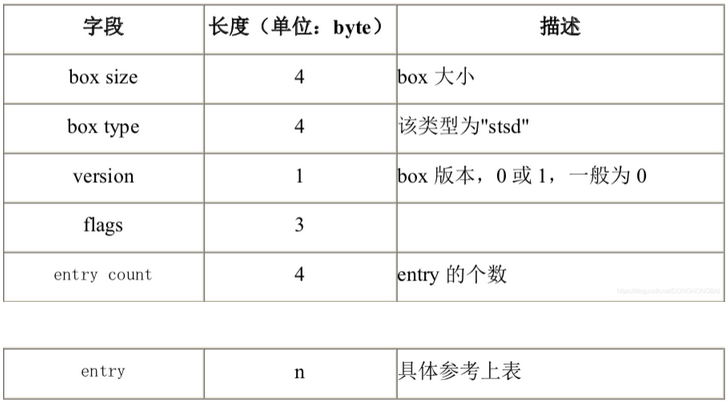 字段 长度（单位：byte） 描述
box size 4 box 大小
box type 4 该类型为"stsd"
version 1 box 版本，0 或 1，一般为 0
flags 3
entry count 4 entry 的个数
entry n 具体参考上表